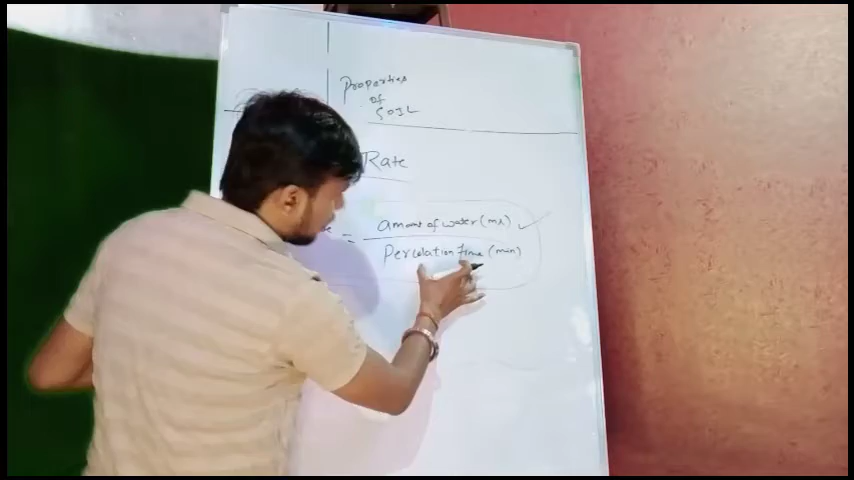 Properties
of
SOIL
Rate
= amount of water (ml) ✓
Percolation Time (min)